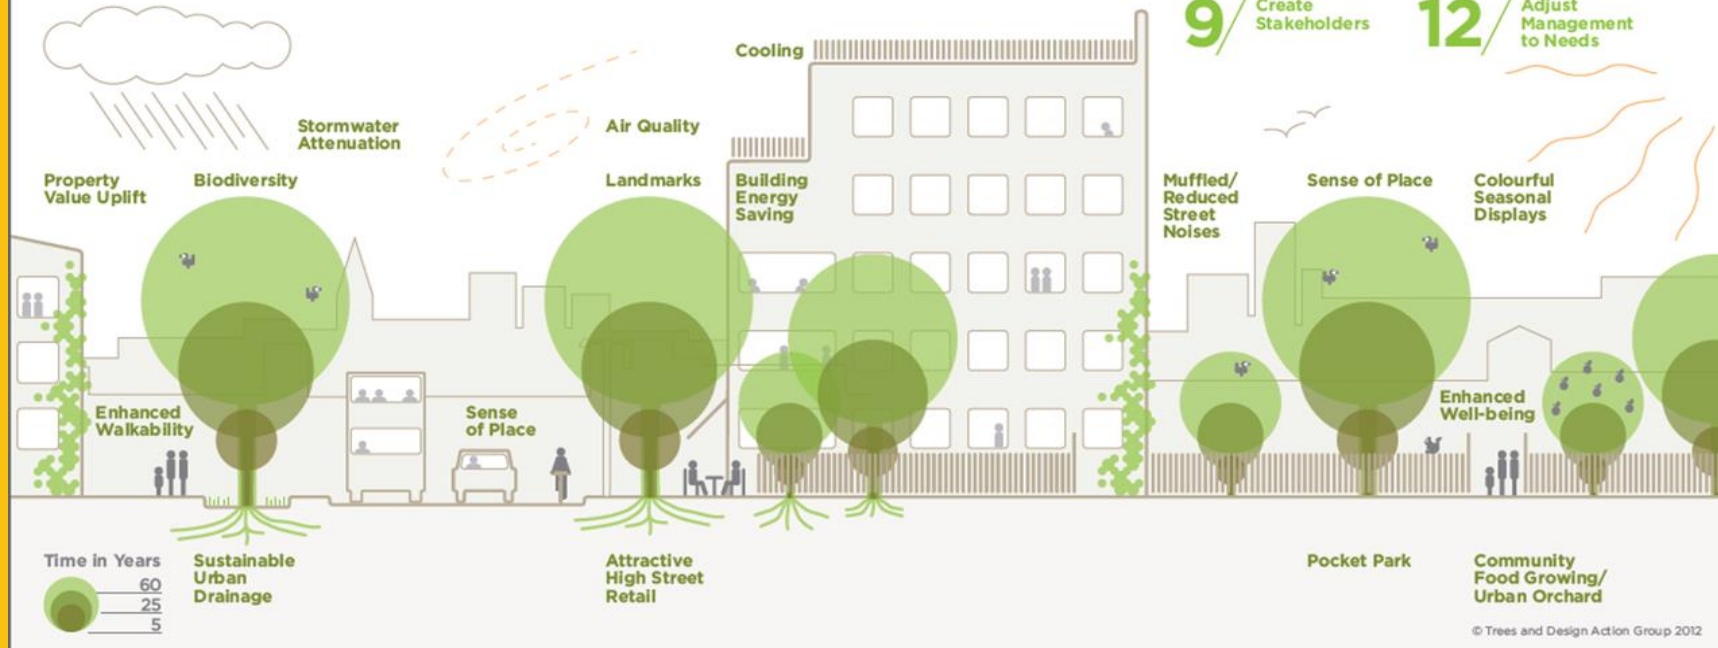 9/ Create
Stakeholders
12/ Adjust
Management
to Needs
Cooling
Stormwater
Attenuation
Air Quality
Property
Value Uplift
Biodiversity
Landmarks
Building
Energy
Saving
Muffled/
Reduced
Street
Noises
Sense of Place
Colourful
Seasonal
Displays
Enhanced
Walkability
Sense
of Place
Enhanced
Well-being
Time in Years
60
25
5
Sustainable
Urban
Drainage
Attractive
High Street
Retail
Pocket Park
Community
Food Growing/
Urban Orchard
© Trees and Design Action Group 2012